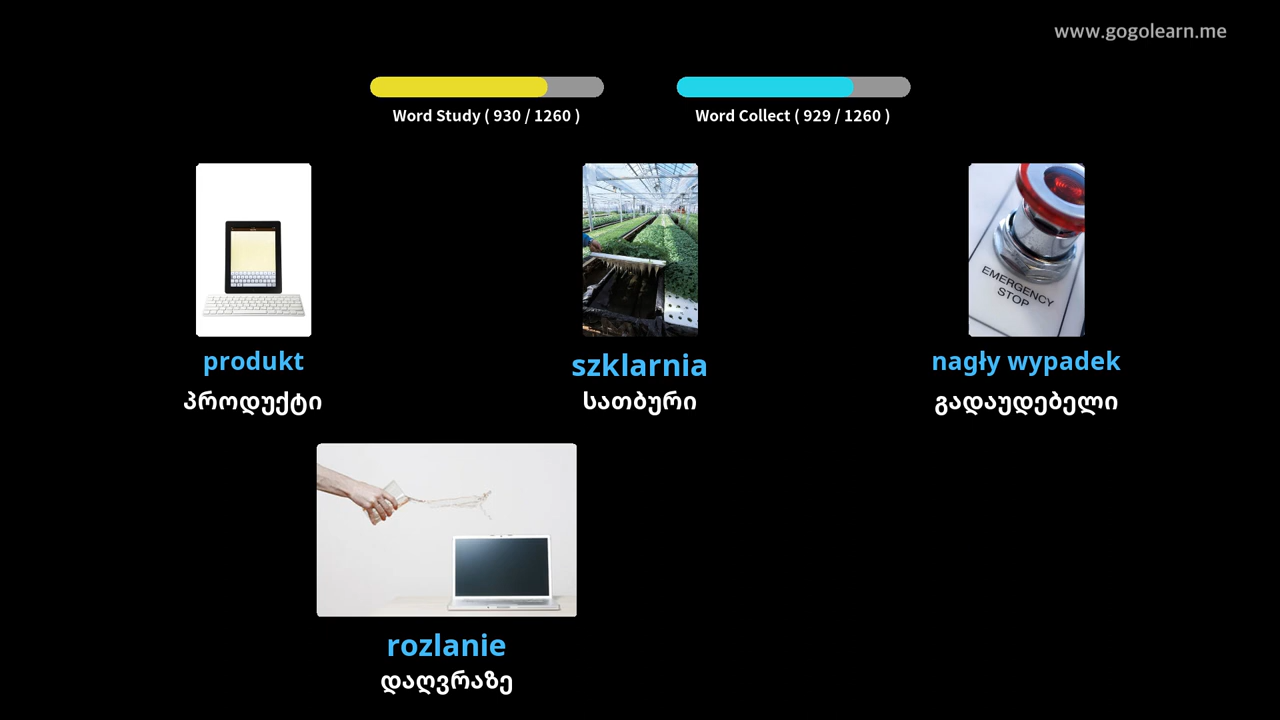 www.gogolearn.me
Word Study ( 930 / 1260 )
Word Collect ( 929 / 1260 )
EMERGENCY
STOP
produkt
szklarnia
nagły wypadek
პროდუქტი
სათბური
გადაუდებელი
rozlanie
დაღვრაზე